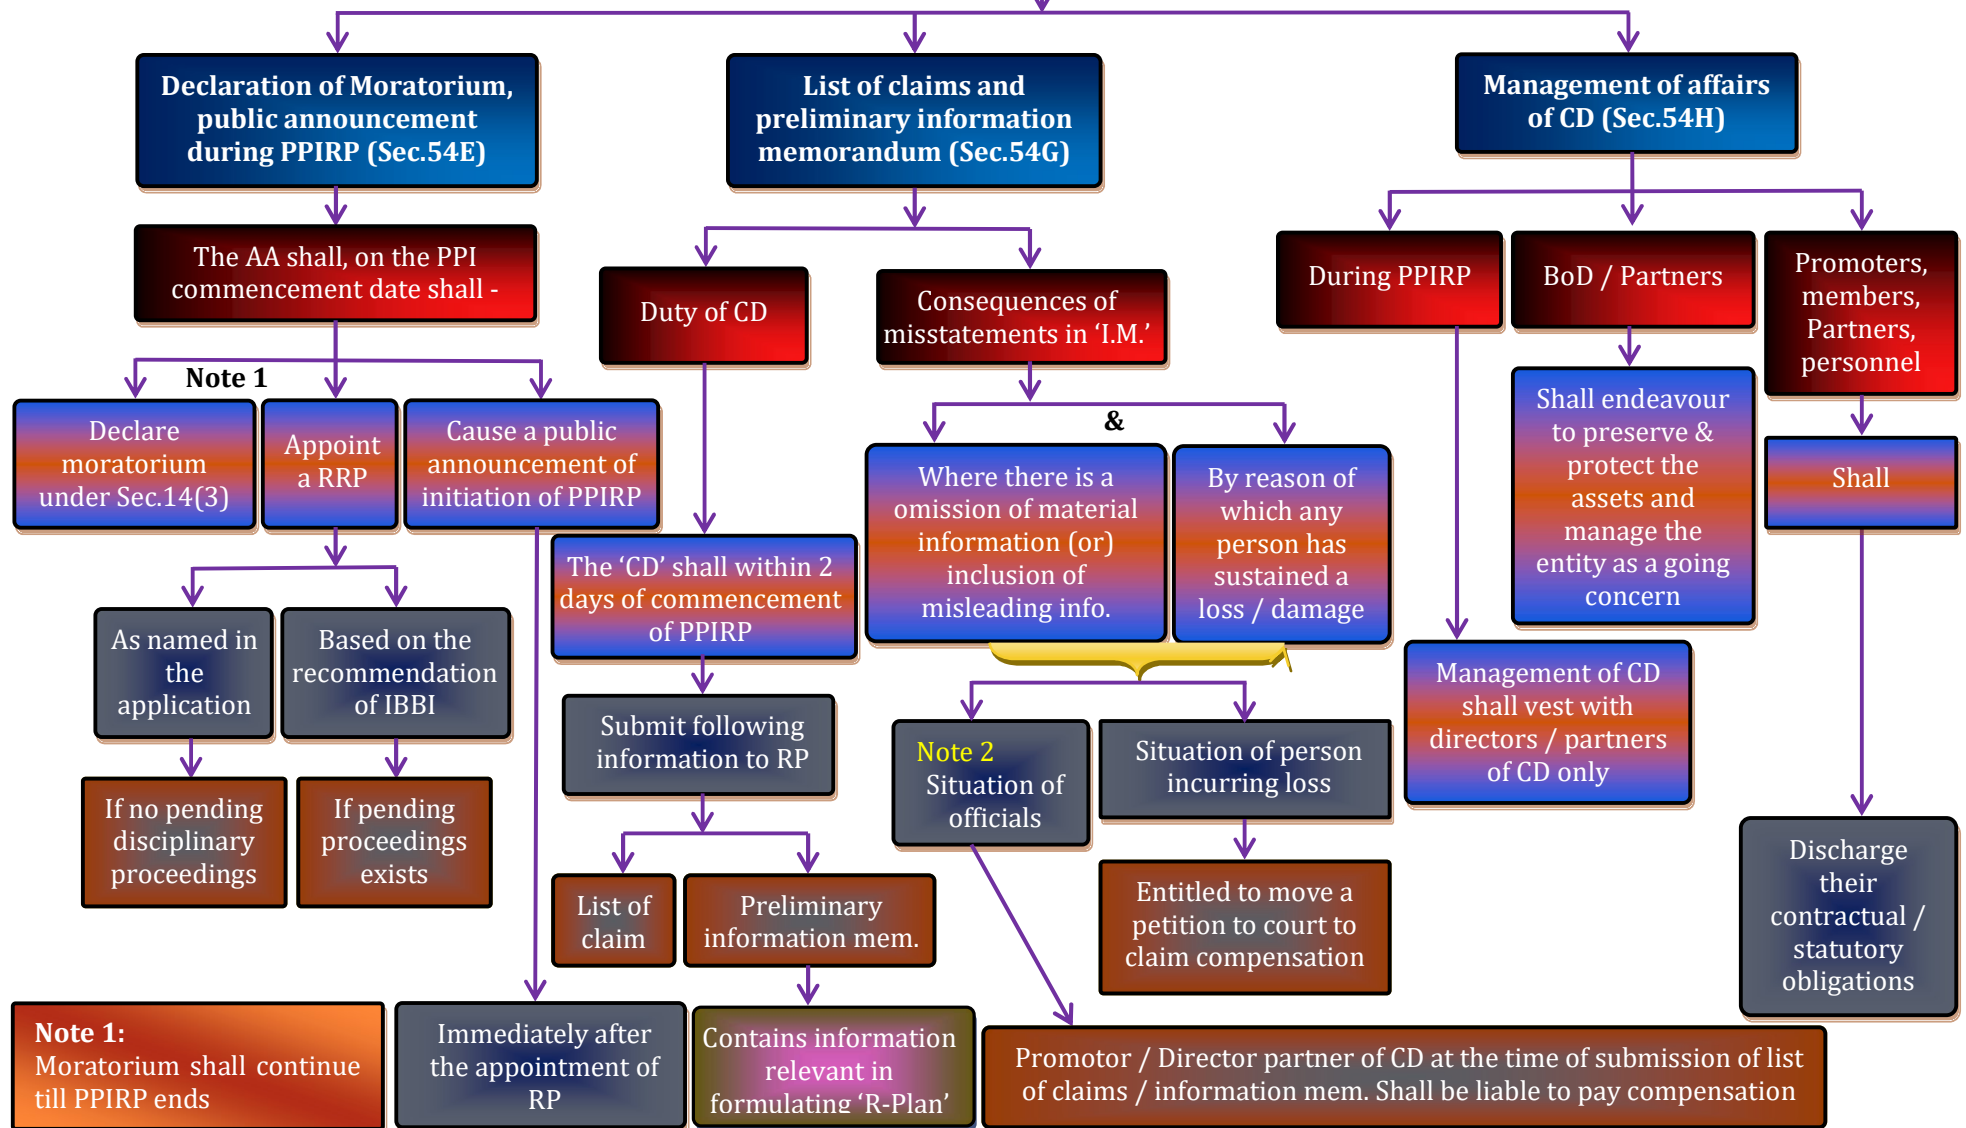 Declaration of Moratorium,
public announcement
during PPIRP (Sec.54E)
List of claims and
preliminary information
memorandum (Sec.54G)
Management of affairs
of CD (Sec.54H)
The AA shall, on the PPI
commencement date shall -
Duty of CD
Consequences of
misstatements in ‘I.M.’
During PPIRP
BoD / Partners
Promoters,
members,
Partners,
personnel
Note 1
Declare
moratorium
under Sec.14(3)
Appoint
a RRP
Cause a public
announcement of
initiation of PPIRP
&
Where there is a
omission of material
information (or)
inclusion of
misleading info.
By reason of
which any
person has
sustained a
loss / damage
Shall endeavour
to preserve &
protect the
assets and
manage the
entity as a going
concern
Shall
The ‘CD’ shall within 2
days of commencement
of PPIRP
As named in
the
application
Based on the
recommendation
of IBBI
Submit following
information to RP
Note 2
Situation of
officials
Situation of person
incurring loss
Management of CD
shall vest with
directors / partners
of CD only
If no pending
disciplinary
proceedings
If pending
proceedings
exists
List of
claim
Preliminary
information mem.
Entitled to move a
petition to court to
claim compensation
Discharge
their
contractual /
statutory
obligations
Note 1:
Moratorium shall continue
till PPIRP ends
Immediately after
the appointment of
RP
Contains information
relevant in
formulating ‘R-Plan’
Promotor / Director partner of CD at the time of submission of list
of claims / information mem. Shall be liable to pay compensation